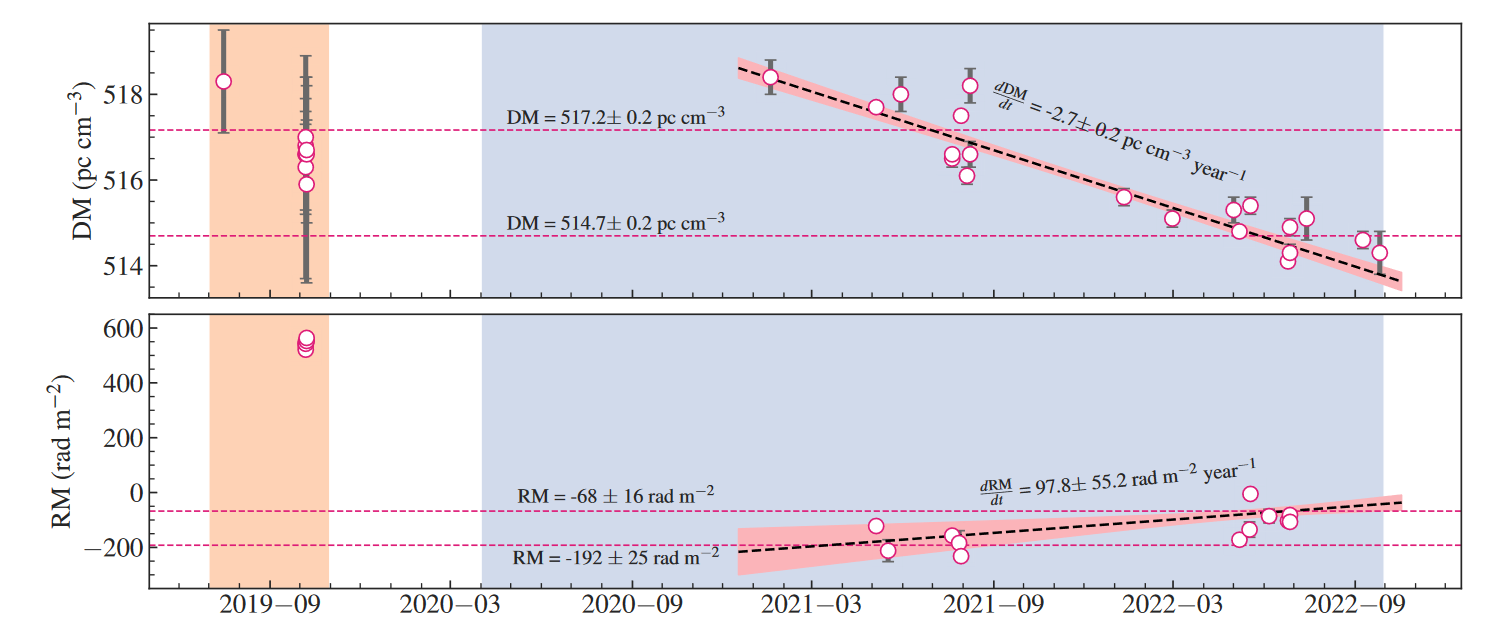 DM (pc cm⁻³)
518
516
514
DM = 517.2± 0.2 pc cm⁻³
DM = 514.7± 0.2 pc cm⁻³
dDM/dt = -2.7± 0.2 pc cm⁻³ year⁻¹
RM (rad m⁻²)
600
400
200
0
−200
RM = -68 ± 16 rad m⁻²
RM = -192 ± 25 rad m⁻²
dRM/dt = 97.8± 55.2 rad m⁻² year⁻¹
2019−09 2020−03 2020−09 2021−03 2021−09 2022−03 2022−09